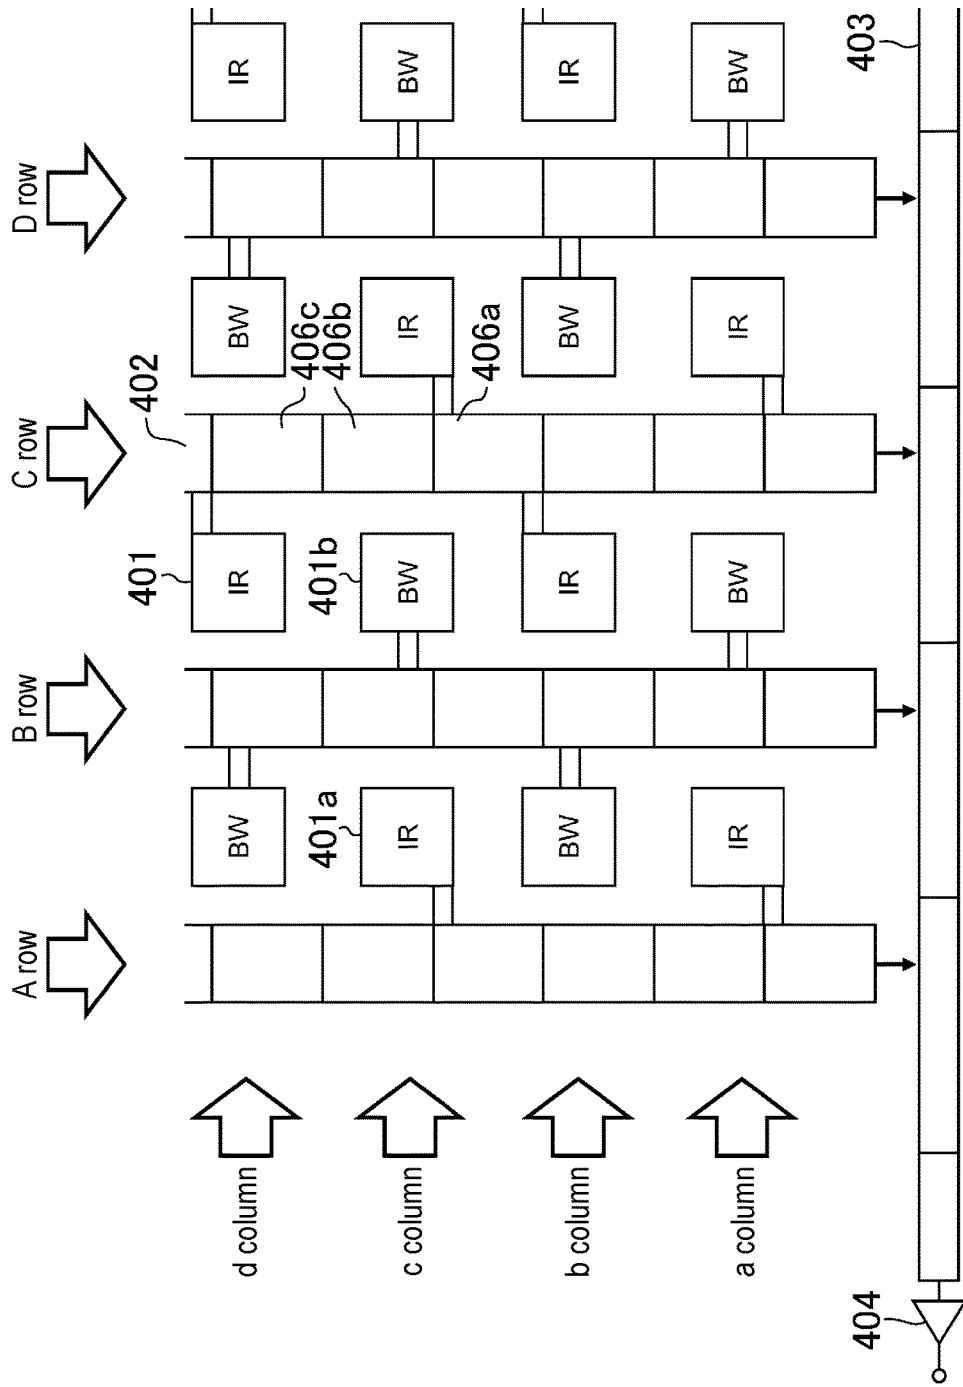 A row
B row
C row
D row
401
402
d column
BW
IR
BW
IR
401a
401b
406c
406b
c column
IR
BW
IR
BW
406a
b column
BW
IR
BW
IR
a column
IR
BW
IR
BW
404
403